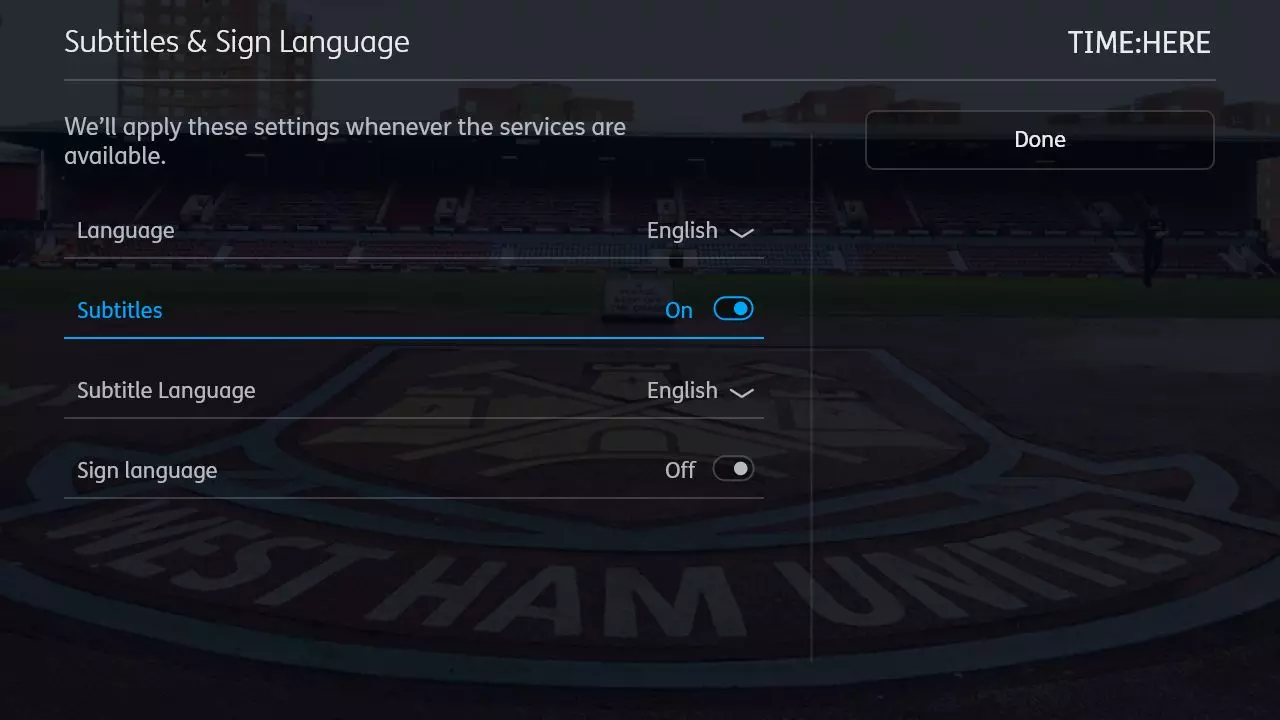 Subtitles & Sign Language
TIME:HERE
We’ll apply these settings whenever the services are
available.
Done
Language
English
Subtitles
On
Subtitle Language
English
Sign language
Off
WEST HAM UNITED